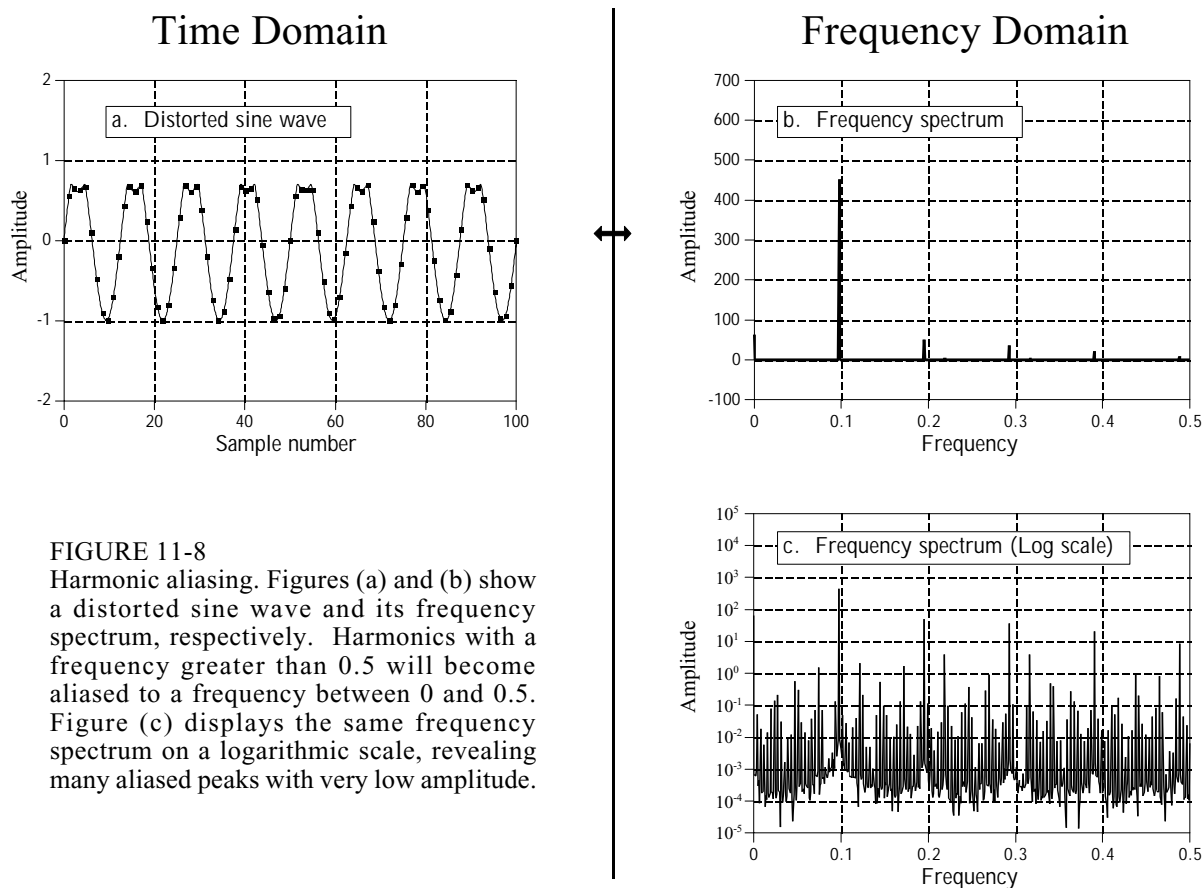 Time Domain
Frequency Domain
2
1
0
-1
-2
Amplitude
a. Distorted sine wave
0 20 40 60 80 100
Sample number
700
600
500
400
300
200
100
0
-100
Amplitude
b. Frequency spectrum
0 0.1 0.2 0.3 0.4 0.5
Frequency
FIGURE 11-8
Harmonic aliasing. Figures (a) and (b) show
a distorted sine wave and its frequency
spectrum, respectively. Harmonics with a
frequency greater than 0.5 will become
aliased to a frequency between 0 and 0.5.
Figure (c) displays the same frequency
spectrum on a logarithmic scale, revealing
many aliased peaks with very low amplitude.
10⁵
10⁴
10³
10²
10¹
10⁰
10⁻¹
10⁻²
10⁻³
10⁻⁴
10⁻⁵
Amplitude
c. Frequency spectrum (Log scale)
0 0.1 0.2 0.3 0.4 0.5
Frequency